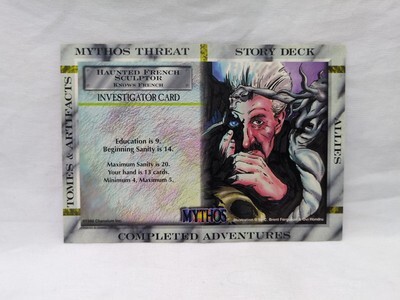 MYTHOS THREAT
STORY DECK
HAUNTED FRENCH
SCULPTOR
KNOWS FRENCH
INVESTIGATOR CARD
Education is 9.
Beginning Sanity is 14.
Maximum Sanity is 20.
Your hand is 13 cards.
Minimum 4, Maximum 5.
TOMES & ARTIFACTS
ALLIES
MYTHOS
COMPLETED ADVENTURES